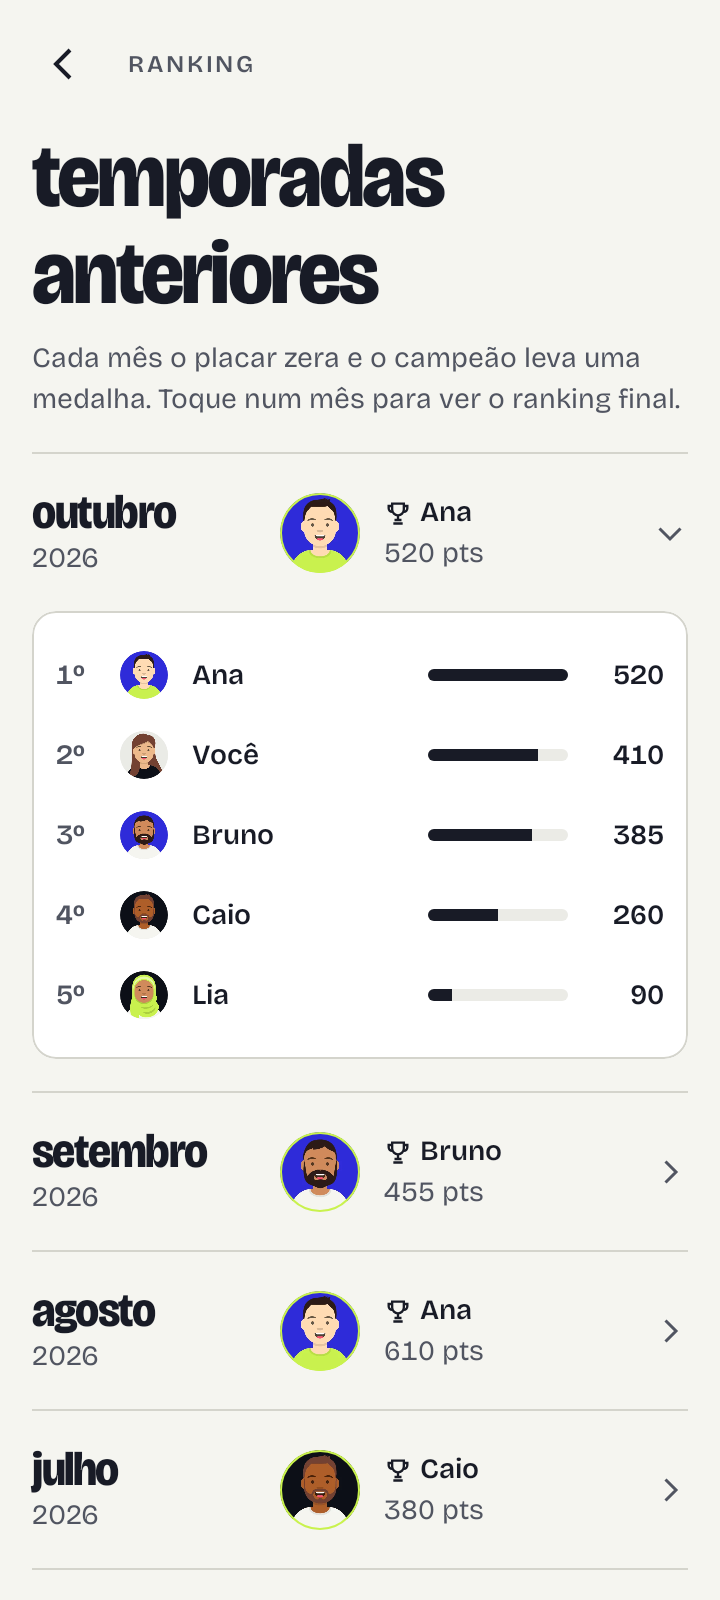 RANKING
temporadas
anteriores
Cada mês o placar zera e o campeão leva uma
medalha. Toque num mês para ver o ranking final.
outubro
2026
Ana
520 pts
1º Ana 520
2º Você 410
3º Bruno 385
4º Caio 260
5º Lia 90
setembro
2026
Bruno
455 pts
agosto
2026
Ana
610 pts
julho
2026
Caio
380 pts